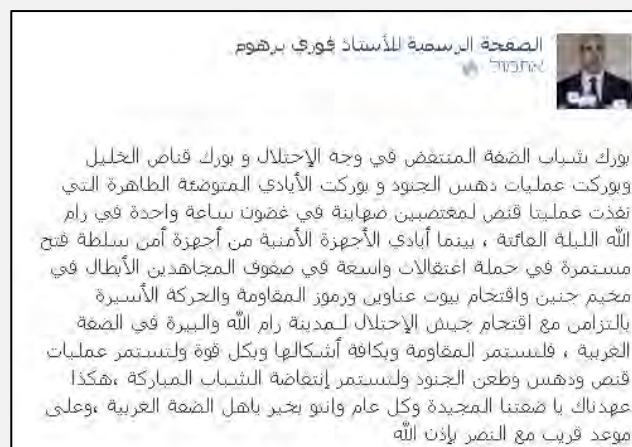 الصفحة الرسمية للأستاذ فوزي برهوم
אתמול
بورك شباب الضفة المنتفض في وجه الإحتلال و بورك قناص الخليل
وبوركت عمليات دهس الجنود و بوركت الأيادي المتوضئة الطاهرة التي
نفذت عمليتا قنص لمغتصبين صهاينة في غضون ساعة واحدة في رام
الله الليلة الفائتة ، بينما أيادي الأجهزة الأمنية من أجهزة أمن سلطة فتح
مستمرة في حملة اعتقالات واسعة في صفوف المجاهدين الأبطال في
مخيم جنين واقتحام بيوت عناوين ورموز المقاومة والحركة الأسيرة
بالتزامن مع اقتحام جيش الإحتلال لمدينة رام الله والبيرة في الضفة
الغربية ، فلتستمر المقاومة وبكافة أشكالها وبكل قوة ولتستمر عمليات
قنص ودهس وطعن الجنود ولتستمر إنتفاضة الشباب المباركة ،هكذا
عهدناك يا ضفتنا المجيدة وكل عام وانتو بخير ياهل الضفة الغربية ،وعلى
موعد قريب مع النصر بإذن الله